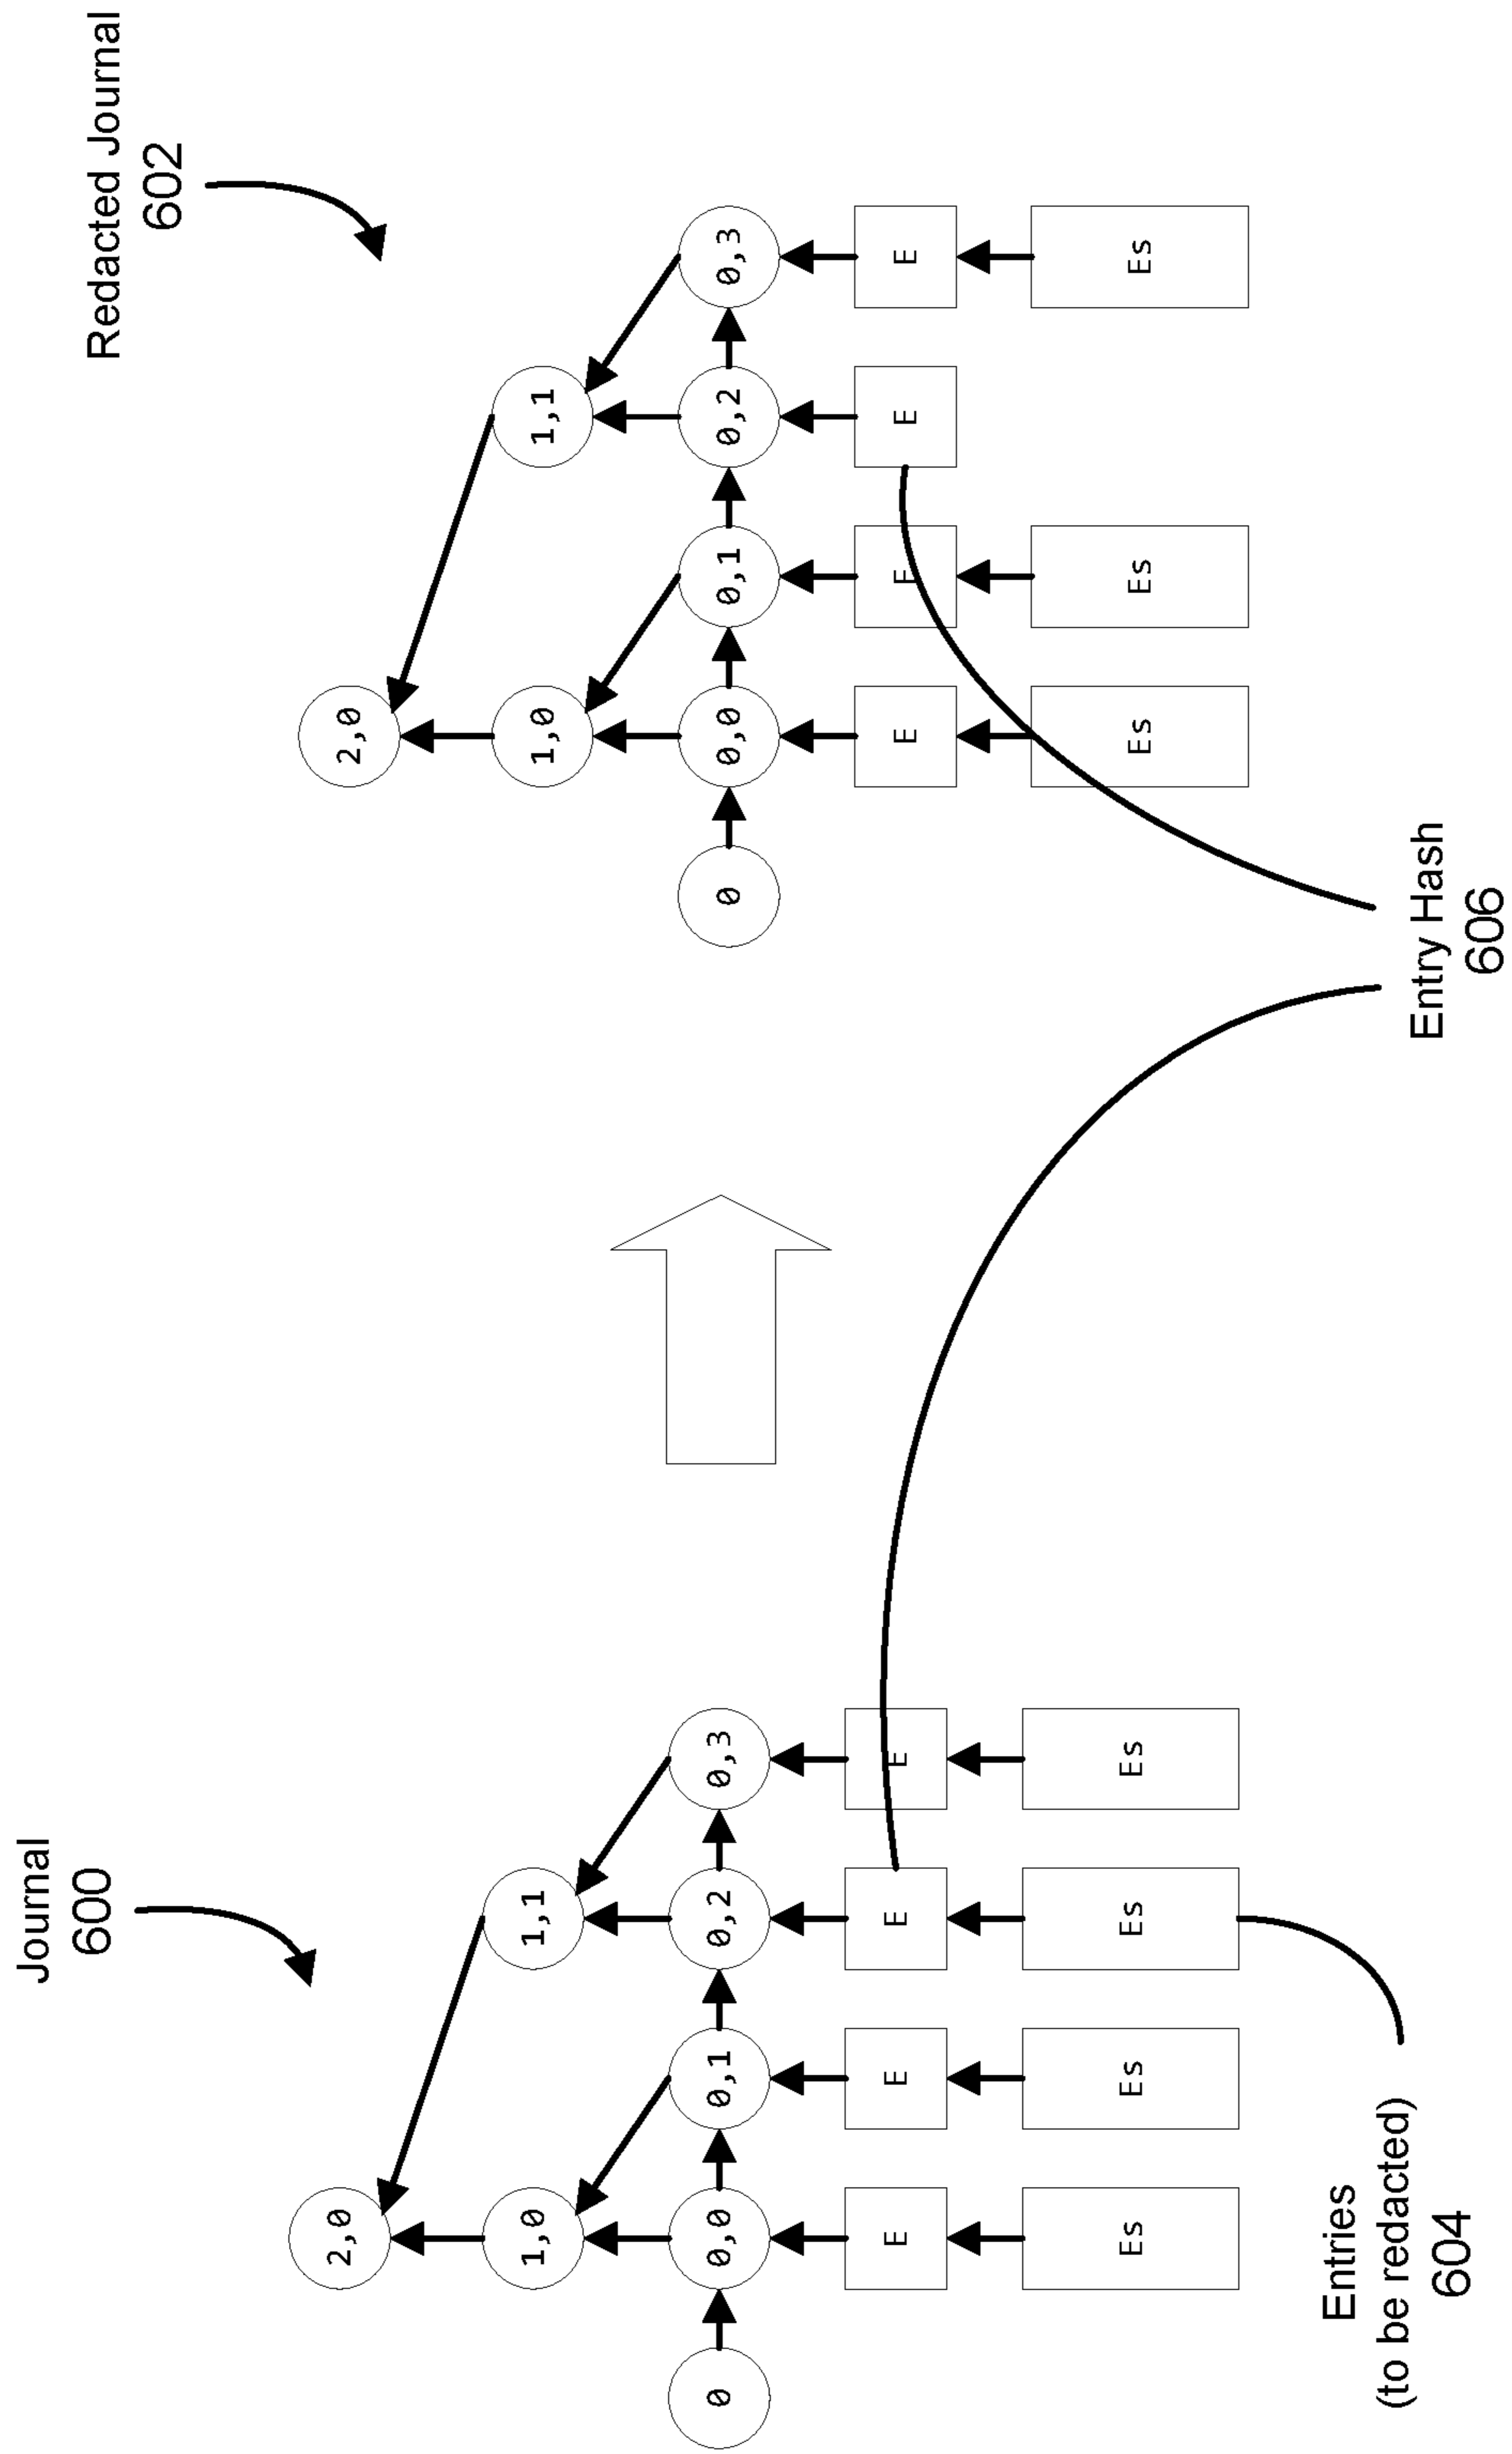 Journal
600
2,0
1,0
1,1
0
0,0
0,1
0,2
0,3
E
E
E
E
Es
Es
Es
Es
Entries
(to be redacted)
604
Redacted Journal
602
2,0
1,0
1,1
0
0,0
0,1
0,2
0,3
E
E
E
E
Es
Es
Es
Entry Hash
606